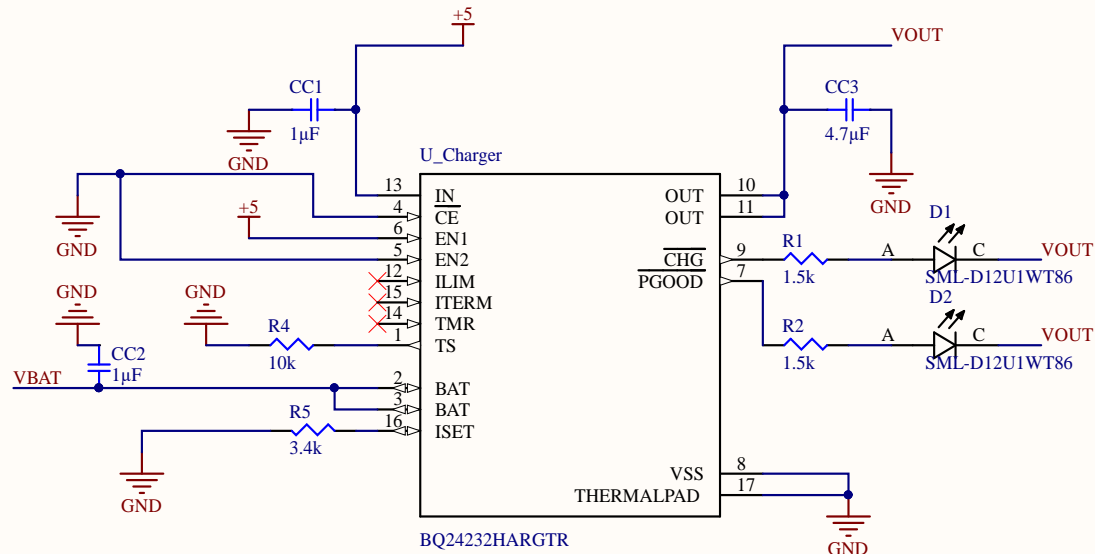 +5
VOUT
CC1
1µF
GND
CC3
4.7µF
GND
U_Charger
13 IN
4 CE
6 EN1
5 EN2
12 ILIM
15 ITERM
14 TMR
1 TS
2 BAT
3 BAT
16 ISET
OUT 10
OUT 11
CHG 9
PGOOD 7
VSS 8
THERMALPAD 17
BQ24232HARGTR
GND
+5
GND
GND
R4
10k
CC2
1µF
VBAT
R5
3.4k
GND
R1
1.5k
A
D1
C
VOUT
SML-D12U1WT86
R2
1.5k
A
D2
C
VOUT
SML-D12U1WT86
GND